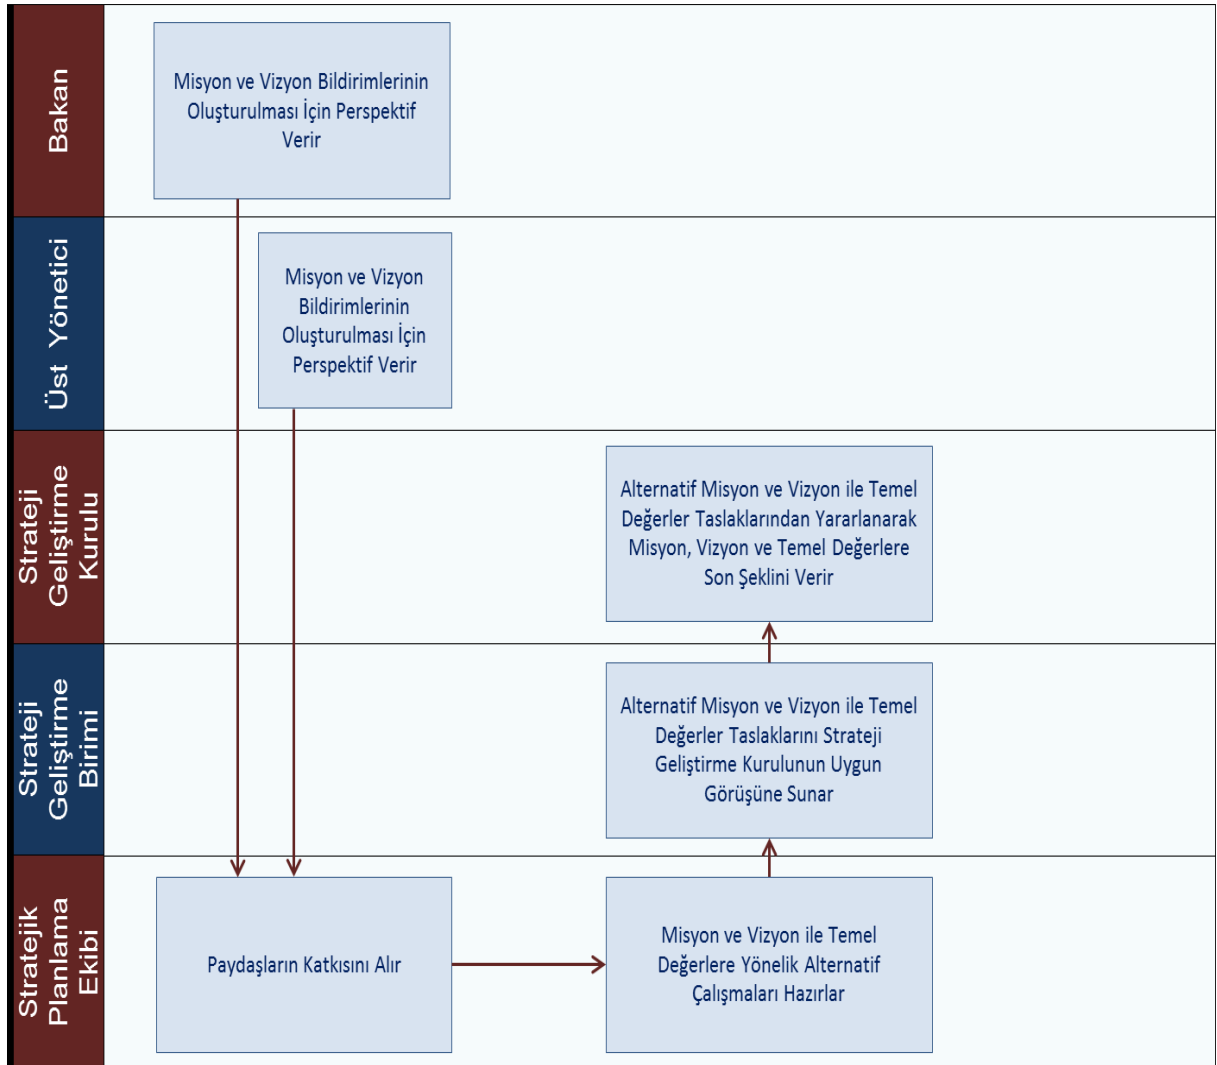 Bakan
Misyon ve Vizyon Bildirimlerinin
Oluşturulması İçin Perspektif
Verir
Üst Yönetici
Misyon ve Vizyon
Bildirimlerinin
Oluşturulması İçin
Perspektif Verir
Strateji
Geliştirme
Kurulu
Alternatif Misyon ve Vizyon ile Temel
Değerler Taslaklarından Yararlanarak
Misyon, Vizyon ve Temel Değerlere
Son Şeklini Verir
Strateji
Geliştirme
Birimi
Alternatif Misyon ve Vizyon ile Temel
Değerler Taslaklarını Strateji
Geliştirme Kurulunun Uygun
Görüşüne Sunar
Stratejik
Planlama
Ekibi
Paydaşların Katkısını Alır
Misyon ve Vizyon ile Temel
Değerlere Yönelik Alternatif
Çalışmaları Hazırlar